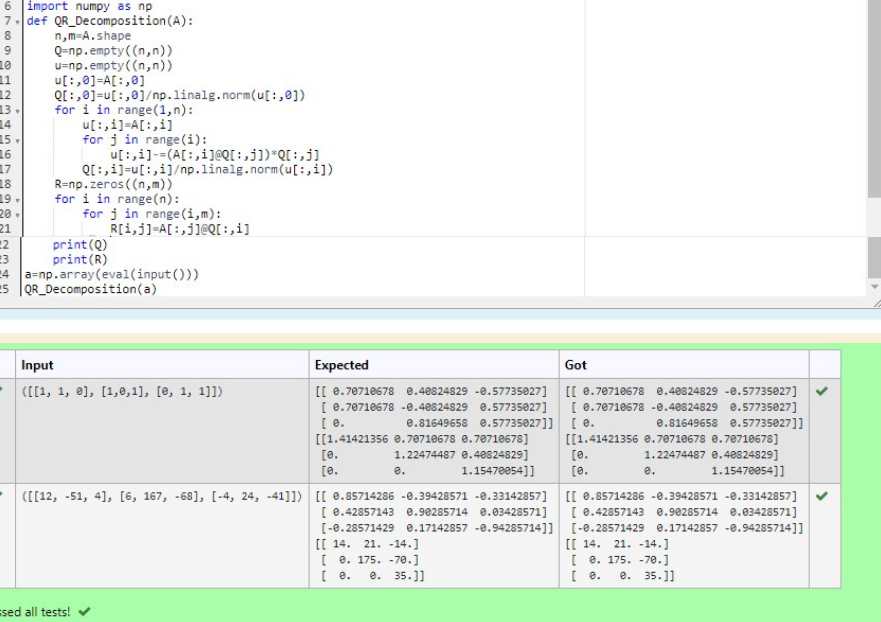 6 import numpy as np
7 def QR_Decomposition(A):
8     n,m=A.shape
9     Q=np.empty((n,n))
10     u=np.empty((n,n))
11     u[:,0]=A[:,0]
12     Q[:,0]=u[:,0]/np.linalg.norm(u[:,0])
13     for i in range(1,n):
14         u[:,i]=A[:,i]
15         for j in range(i):
16             u[:,i]-=(A[:,i]@Q[:,j])*Q[:,j]
17         Q[:,i]=u[:,i]/np.linalg.norm(u[:,i])
18     R=np.zeros((n,m))
19     for i in range(n):
20         for j in range(i,m):
21             R[i,j]=A[:,j]@Q[:,i]
22     print(Q)
23     print(R)
24 a=np.array(eval(input()))
25 QR_Decomposition(a)
Input Expected Got
([[1, 1, 0], [1,0,1], [0, 1, 1]]) [[ 0.70710678 0.40824829 -0.57735027] [[ 0.70710678 0.40824829 -0.57735027]
[ 0.70710678 -0.40824829 0.57735027] [ 0.70710678 -0.40824829 0.57735027]
[ 0. 0.81649658 0.57735027]] [ 0. 0.81649658 0.57735027]]
[[1.41421356 0.70710678 0.70710678] [[1.41421356 0.70710678 0.70710678]
[0. 1.22474487 0.40824829] [0. 1.22474487 0.40824829]
[0. 0. 1.15470054]] [0. 0. 1.15470054]]
([[12, -51, 4], [6, 167, -68], [-4, 24, -41]]) [[ 0.85714286 -0.39428571 -0.33142857] [[ 0.85714286 -0.39428571 -0.33142857]
[ 0.42857143 0.90285714 0.03428571] [ 0.42857143 0.90285714 0.03428571]
[-0.28571429 0.17142857 -0.94285714]] [-0.28571429 0.17142857 -0.94285714]]
[[ 14. 21. -14.] [[ 14. 21. -14.]
[ 0. 175. -70.] [ 0. 175. -70.]
[ 0. 0. 35.]] [ 0. 0. 35.]]
ssed all tests!